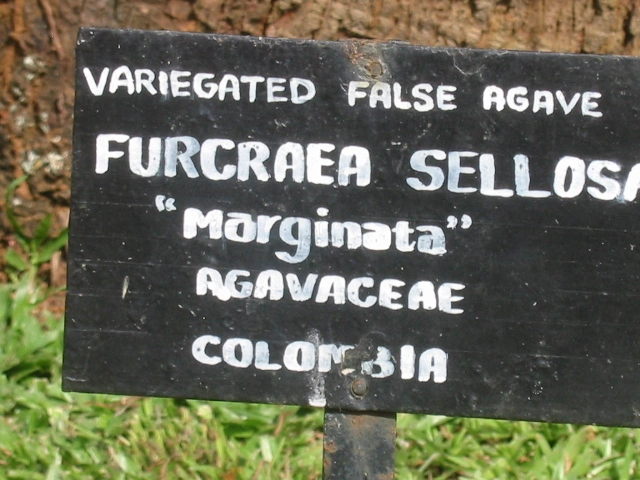 VARIEGATED FALSE AGAVE
FURCRAEA SELLOSA
"Marginata"
AGAVACEAE
COLOMBIA